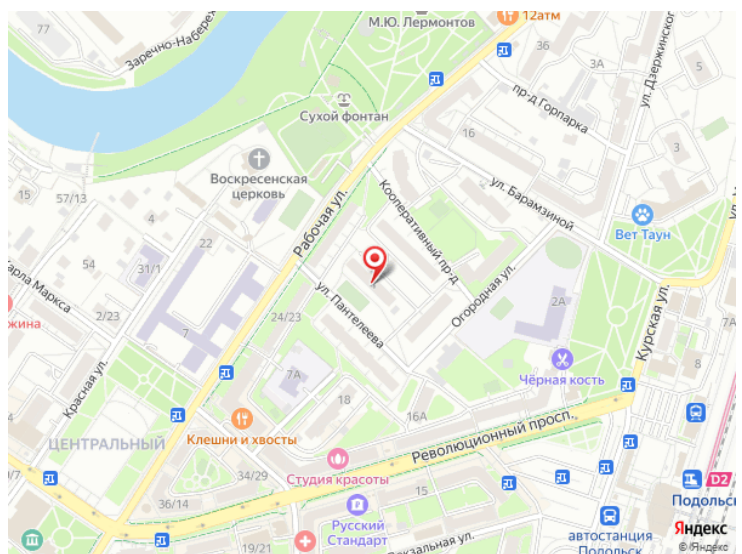 77
Заречно-Набереж
М.Ю. Лермонтов
12атм
36
3А
ул. Дзержинского
5
пр-д Горпарка
Сухой фонтан
16
3
Воскресенская
церковь
15
57/13
4
22
Рабочая ул.
Кооперативный пр-д
ул. Барамзиной
Вет Таун
54
31/1
Карла Маркса
2/23
7
24/23
ул. Пантелеева
Огородная ул.
2А
Курская ул.
7А
Красная ул.
7А
18
16А
Чёрная кость
Клешни и хвосты
ЦЕНТРАЛЬНЫЙ
Революционный просп.
34/29
Студия красоты
36/14
15
Русский
Стандарт
19/21
D2
Подольск
автостанция
Подольск
Яндекс
© Яндекс